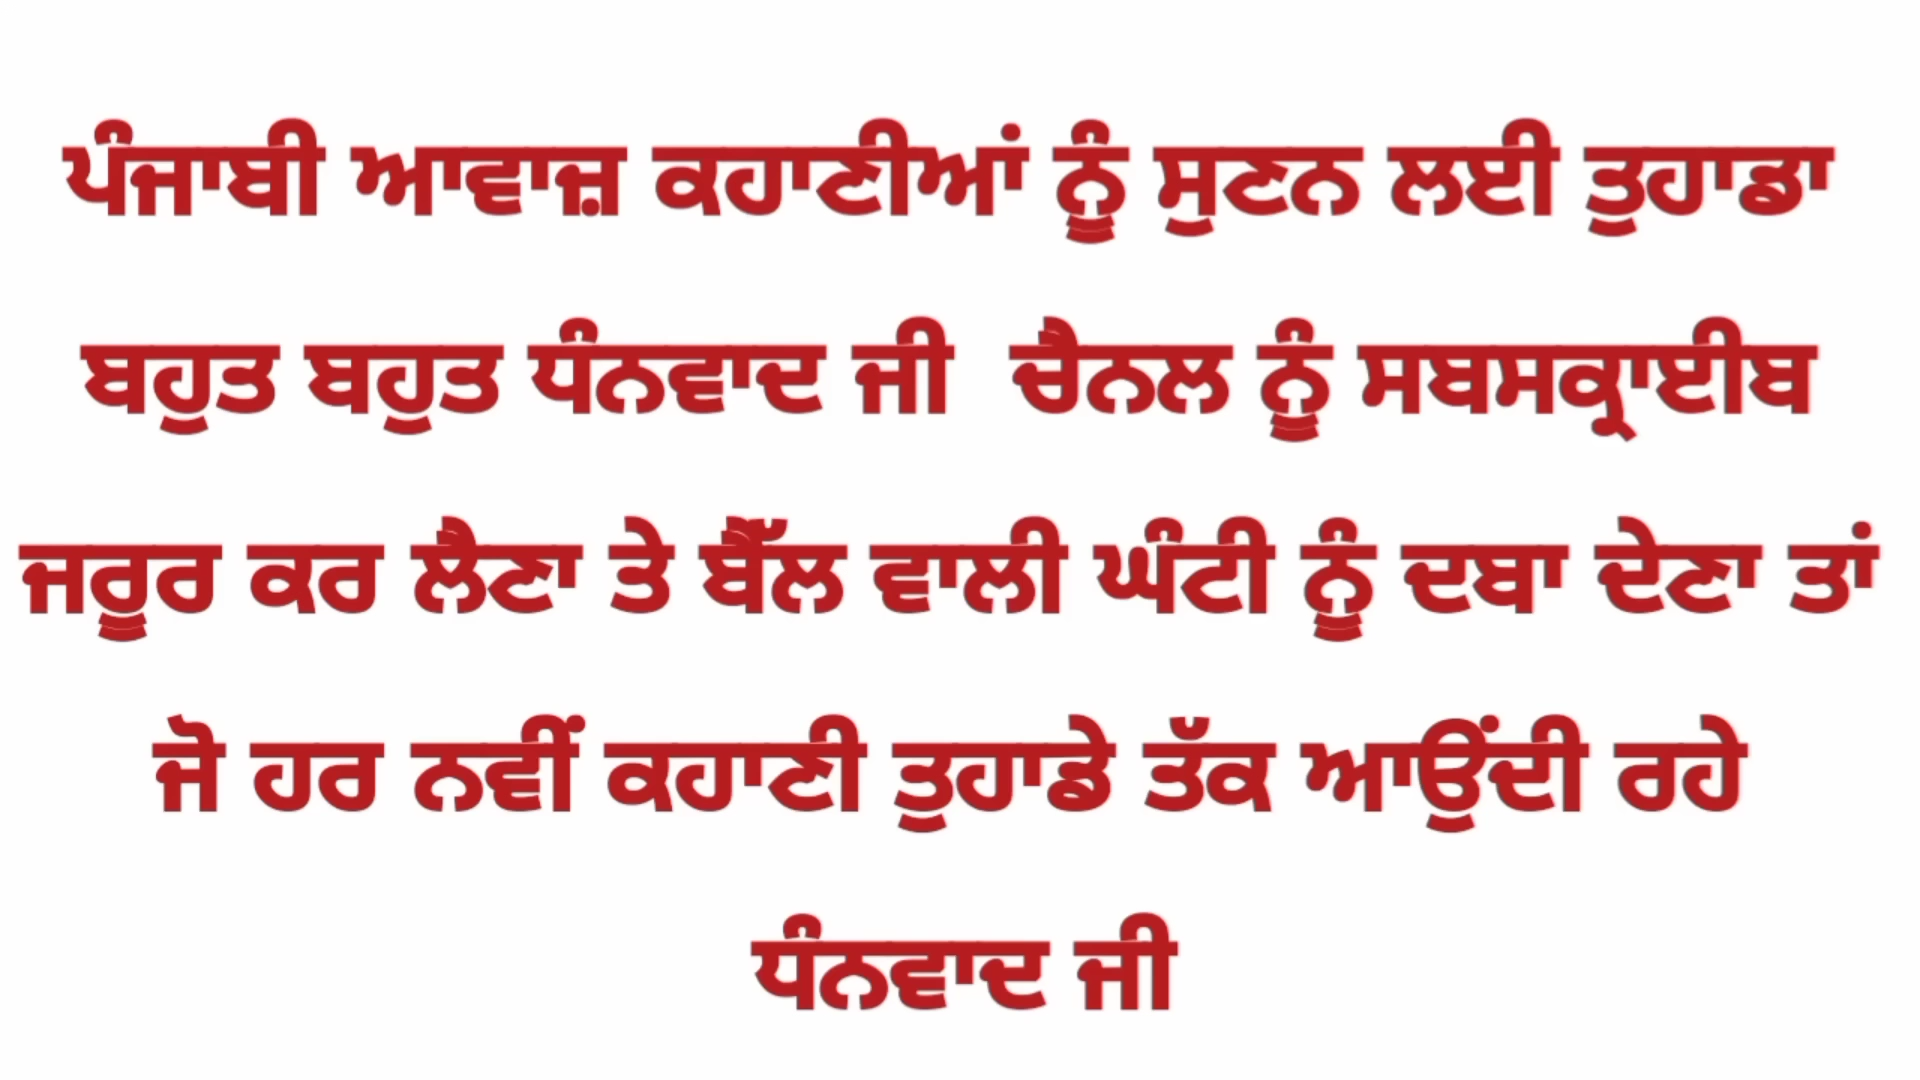 ਪੰਜਾਬੀ ਆਵਾਜ਼ ਕਹਾਣੀਆਂ ਨੂੰ ਸੁਣਨ ਲਈ ਤੁਹਾਡਾ
ਬਹੁਤ ਬਹੁਤ ਧੰਨਵਾਦ ਜੀ  ਚੈਨਲ ਨੂੰ ਸਬਸਕ੍ਰਾਈਬ
ਜਰੂਰ ਕਰ ਲੈਣਾ ਤੇ ਬੈੱਲ ਵਾਲੀ ਘੰਟੀ ਨੂੰ ਦਬਾ ਦੇਣਾ ਤਾਂ
ਜੋ ਹਰ ਨਵੀਂ ਕਹਾਣੀ ਤੁਹਾਡੇ ਤੱਕ ਆਉਂਦੀ ਰਹੇ
ਧੰਨਵਾਦ ਜੀ